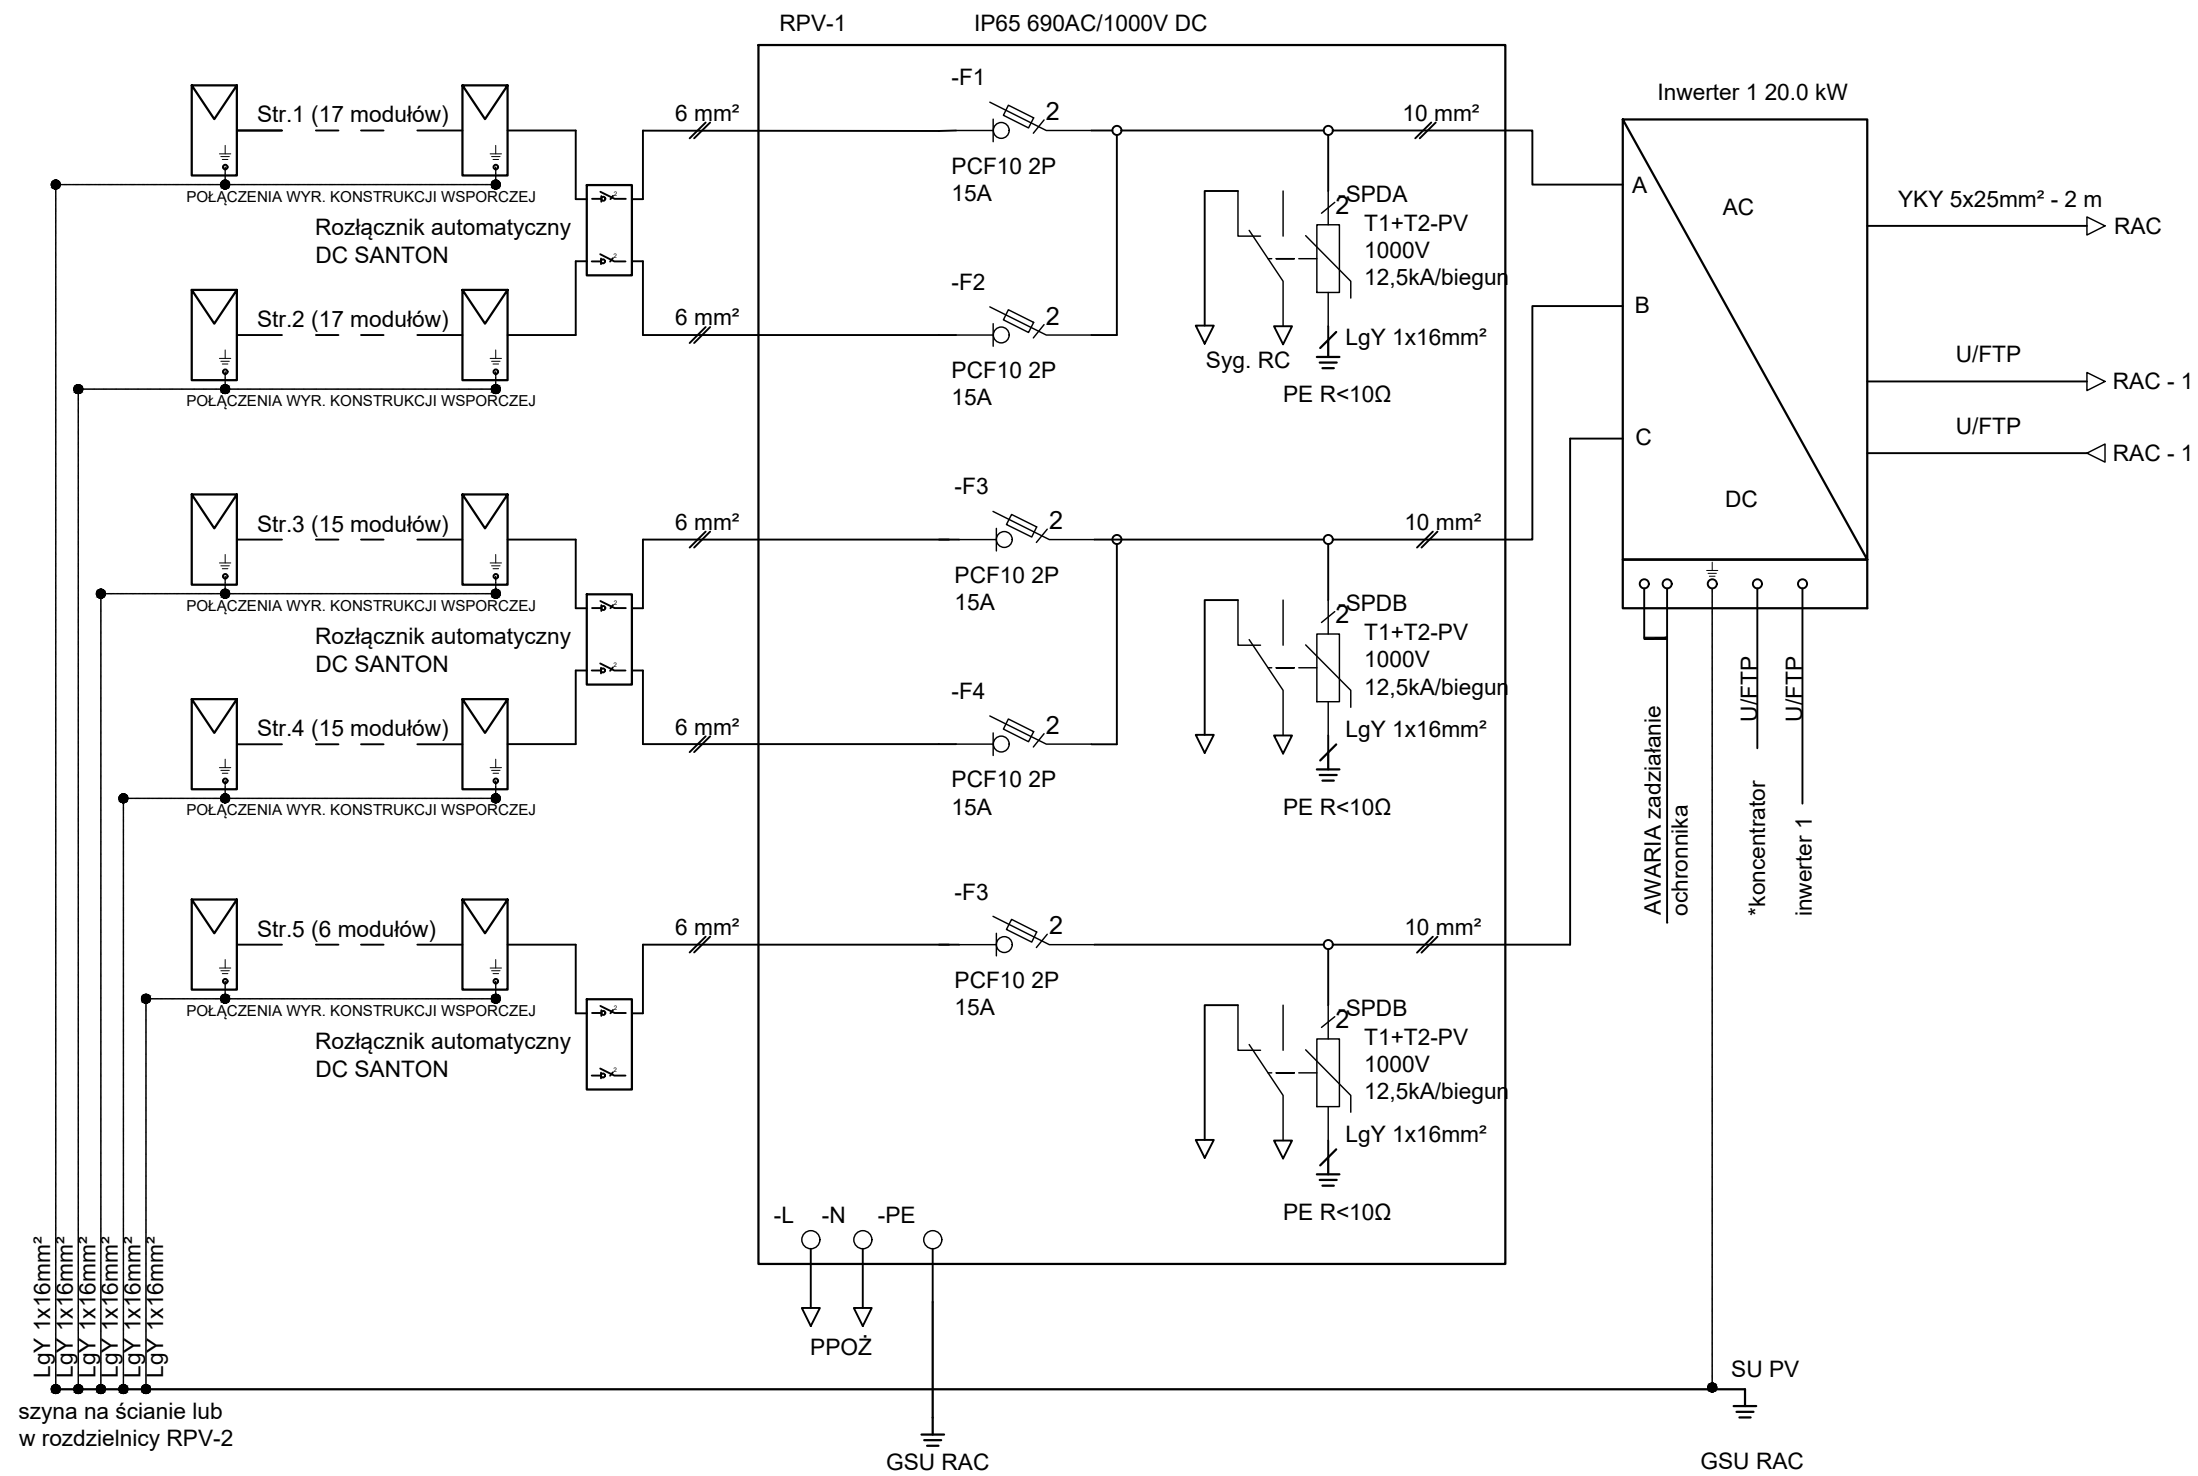 RPV-1
IP65 690AC/1000V DC
Inwerter 1 20.0 kW
Str.1 (17 modułów)
6 mm²
-F1
2
PCF10 2P
15A
10 mm²
POŁĄCZENIA WYR. KONSTRUKCJI WSPORCZEJ
Rozłącznik automatyczny
DC SANTON
2
2
-SPDA
2
T1+T2-PV
1000V
12,5kA/biegun
LgY 1x16mm²
Syg. RC
PE R<10Ω
A
AC
YKY 5x25mm² - 2 m
RAC
Str.2 (17 modułów)
6 mm²
-F2
2
PCF10 2P
15A
POŁĄCZENIA WYR. KONSTRUKCJI WSPORCZEJ
B
U/FTP
RAC - 1
U/FTP
RAC - 1
C
DC
Str.3 (15 modułów)
6 mm²
-F3
2
PCF10 2P
15A
10 mm²
POŁĄCZENIA WYR. KONSTRUKCJI WSPORCZEJ
Rozłącznik automatyczny
DC SANTON
2
2
-SPDB
2
T1+T2-PV
1000V
12,5kA/biegun
LgY 1x16mm²
PE R<10Ω
Str.4 (15 modułów)
6 mm²
-F4
2
PCF10 2P
15A
POŁĄCZENIA WYR. KONSTRUKCJI WSPORCZEJ
AWARIA zadziałanie
ochronnika
U/FTP
*koncentrator
U/FTP
inwerter 1
Str.5 (6 modułów)
6 mm²
-F3
2
PCF10 2P
15A
10 mm²
POŁĄCZENIA WYR. KONSTRUKCJI WSPORCZEJ
Rozłącznik automatyczny
DC SANTON
2
2
-SPDB
2
T1+T2-PV
1000V
12,5kA/biegun
LgY 1x16mm²
PE R<10Ω
-L
-N
-PE
PPOŻ
LgY 1x16mm²
LgY 1x16mm²
LgY 1x16mm²
LgY 1x16mm²
LgY 1x16mm²
LgY 1x16mm²
szyna na ścianie lub
w rozdzielnicy RPV-2
GSU RAC
SU PV
GSU RAC